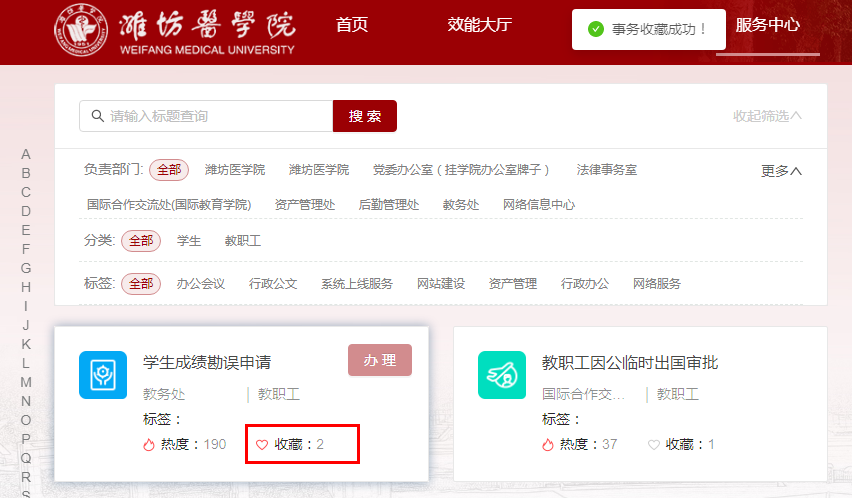 潍坊醫學院
WEIFANG MEDICAL UNIVERSITY
首页
效能大厅
事务收藏成功！
服务中心
请输入标题查询
搜 索
收起筛选
负责部门: 全部 潍坊医学院 潍坊医学院 党委办公室（挂学院办公室牌子） 法律事务室
更多
国际合作交流处(国际教育学院) 资产管理处 后勤管理处 教务处 网络信息中心
分类: 全部 学生 教职工
标签: 全部 办公会议 行政公文 系统上线服务 网站建设 资产管理 行政办公 网络服务
A
B
C
D
E
F
G
H
I
J
K
L
M
N
O
P
Q
R
S
学生成绩勘误申请
办 理
教务处 教职工
标签：
热度：190 收藏：2
教职工因公临时出国审批
国际合作交... 教职工
标签：
热度：37 收藏：1